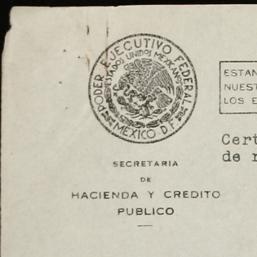 PODER EJECUTIVO FEDERAL
ESTADOS UNIDOS MEXICANOS
MEXICO D.F.
SECRETARIA
DE
HACIENDA Y CREDITO
PUBLICO
ESTAN
NUEST
LOS E
Cert
de r